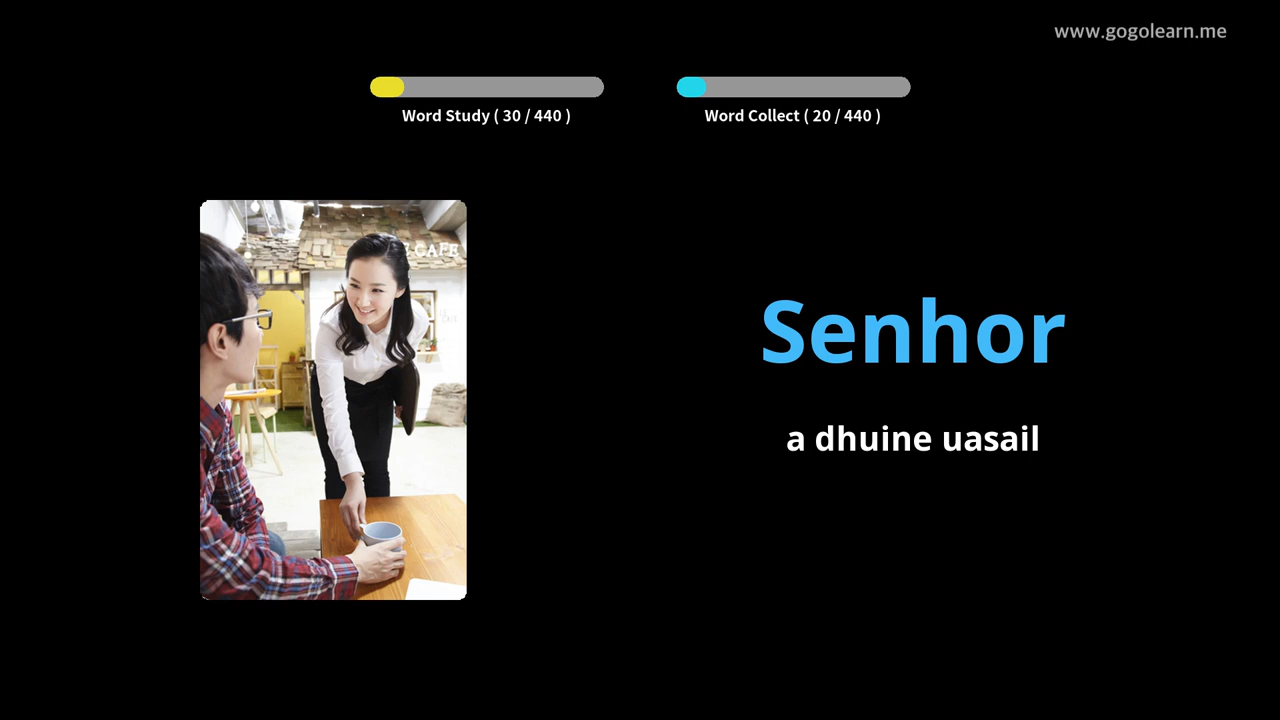 www.gogolearn.me
Word Study ( 30 / 440 )
Word Collect ( 20 / 440 )
CAFE
Senhor
a dhuine uasail